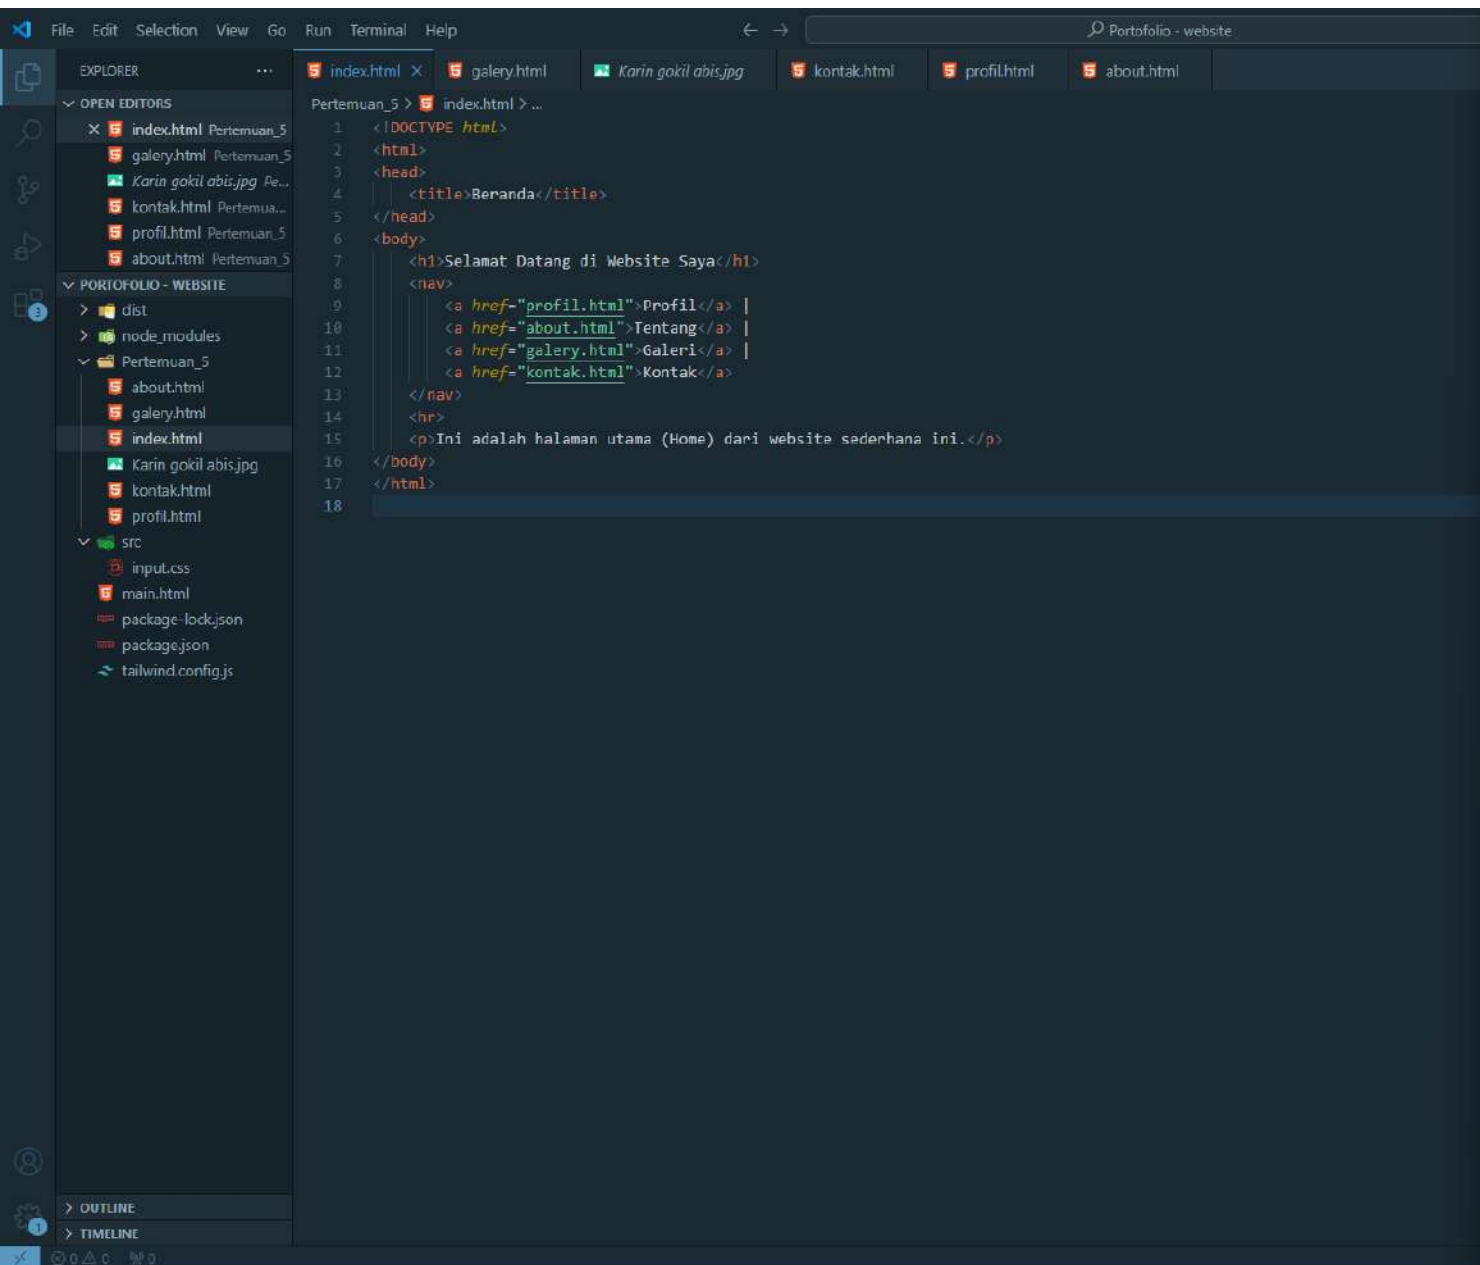 File Edit Selection View Go Run Terminal Help
Portofolio - website
EXPLORER
index.html
galery.html
Karin gokil abis.jpg
kontak.html
profil.html
about.html
OPEN EDITORS
index.html Pertemuan_5
galery.html Pertemuan_5
Karin gokil abis.jpg Pe...
kontak.html Pertemua...
profil.html Pertemuan_5
about.html Pertemuan_5
PORTOFOLIO - WEBSITE
dist
node_modules
Pertemuan_5
about.html
galery.html
index.html
Karin gokil abis.jpg
kontak.html
profil.html
src
input.css
main.html
package-lock.json
package.json
tailwind.config.js
OUTLINE
TIMELINE
Pertemuan_5 > index.html > ...
1 <!DOCTYPE html>
2 <html>
3 <head>
4 <title>Beranda</title>
5 </head>
6 <body>
7 <h1>Selamat Datang di Website Saya</h1>
8 <nav>
9 <a href="profil.html">Profil</a> |
10 <a href="about.html">Tentang</a> |
11 <a href="galery.html">Galeri</a> |
12 <a href="kontak.html">Kontak</a>
13 </nav>
14 <hr>
15 <p>Ini adalah halaman utama (Home) dari website sederhana ini.</p>
16 </body>
17 </html>
18
3
1
0 0 0